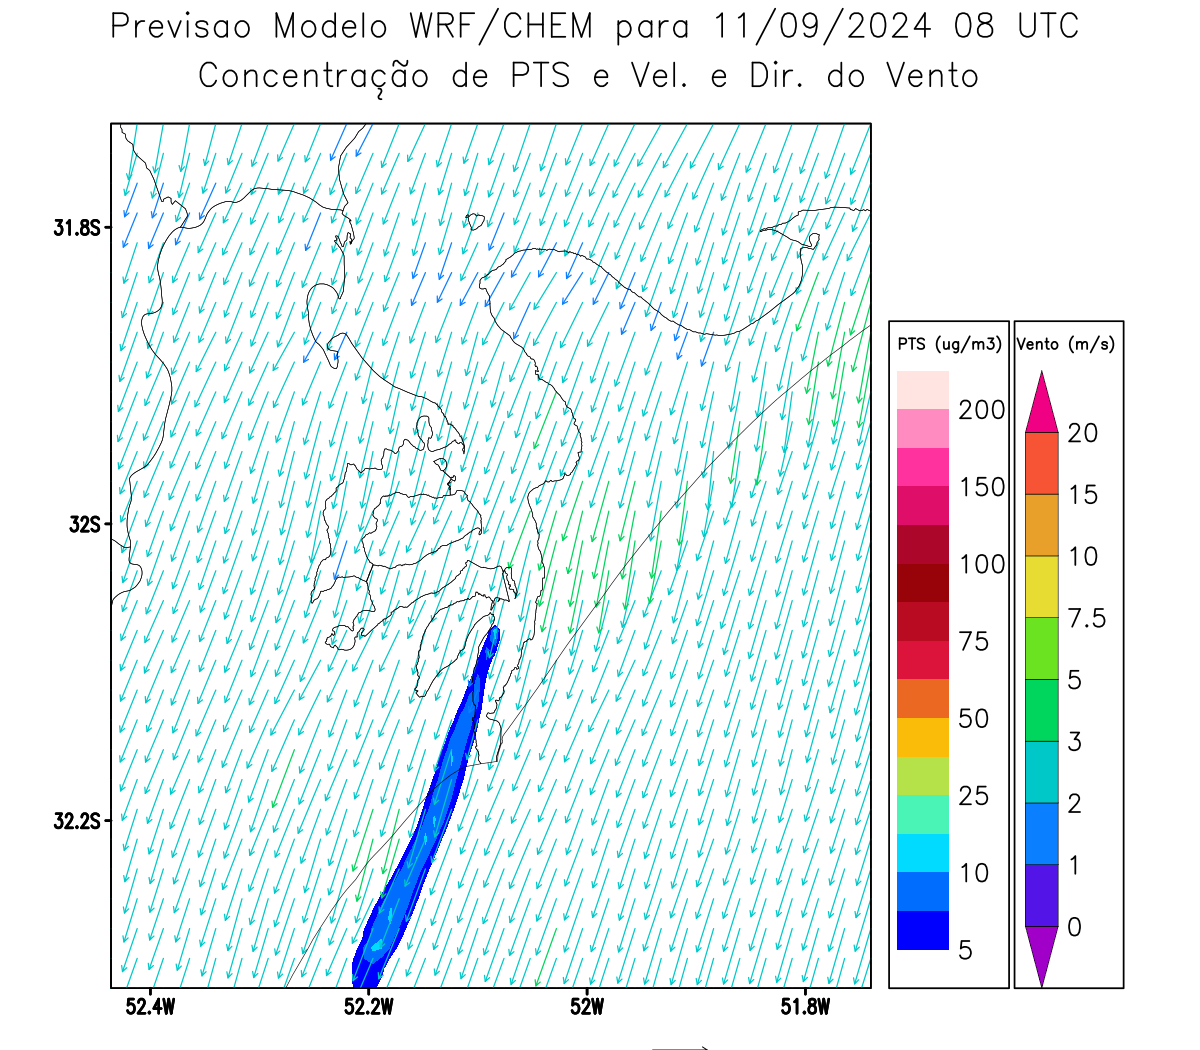 Previsao Modelo WRF/CHEM para 11/09/2024 08 UTC
Concentração de PTS e Vel. e Dir. do Vento
31.8S
32S
32.2S
52.4W 52.2W 52W 51.8W
PTS (ug/m3)
200
150
100
75
50
25
10
5
Vento (m/s)
20
15
10
7.5
5
3
2
1
0